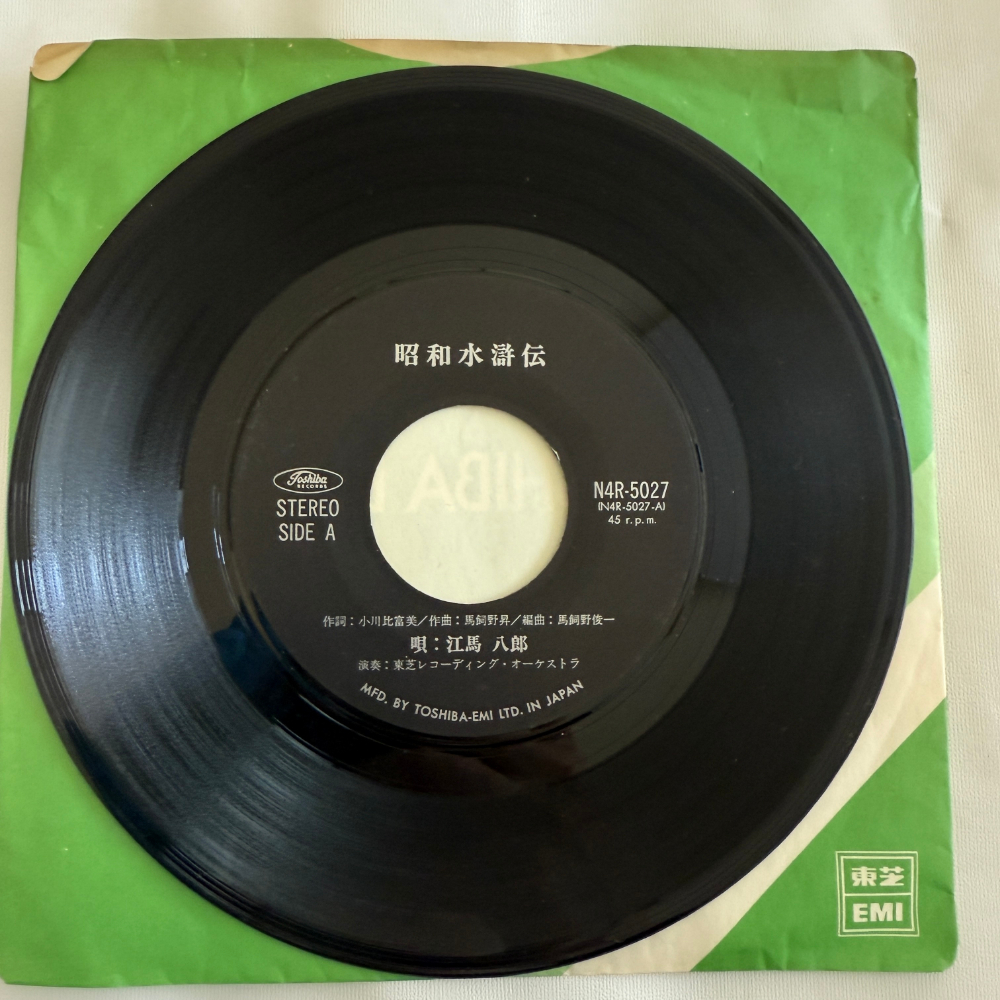 昭和水滸伝
Toshiba
RECORDS
STEREO
SIDE A
N4R-5027
(N4R-5027-A)
45 r.p.m.
作詞：小川比富美／作曲：馬飼野昇／編曲：馬飼野俊一
唄：江馬 八郎
演奏：東芝レコーディング・オーケストラ
MFD. BY TOSHIBA-EMI LTD. IN JAPAN
東芝
EMI